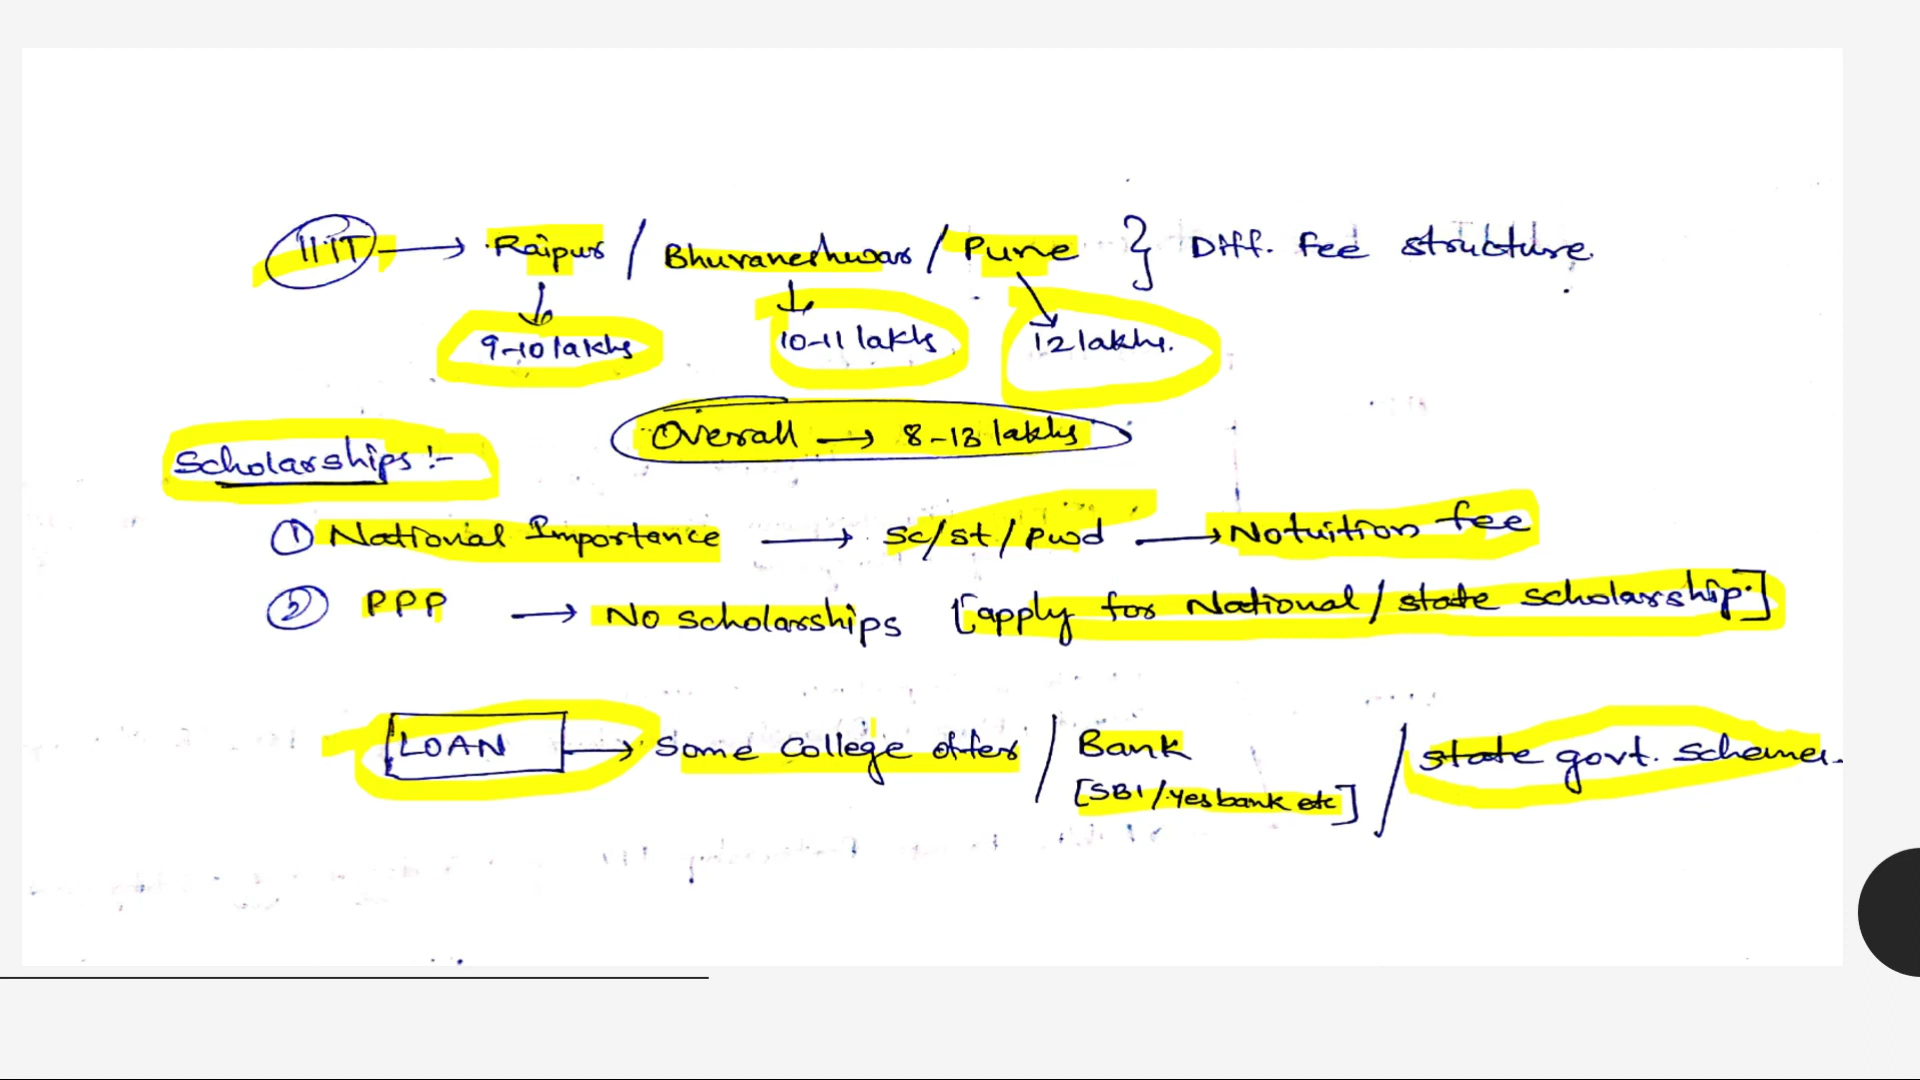 IIIT → Raipur / Bhuvaneshwar / Pune } Diff. fee structure.
9-10 lakhs 10-11 lakhs 12 lakhs.
Overall → 8-13 lakhs
Scholarships :-
① National Importance → SC/ST/PWD → No tuition fee
② PPP → No scholarships [apply for National / state scholarship.]
LOAN → Some College offers / Bank / state govt. schemes.
[SBI/Yes bank etc]